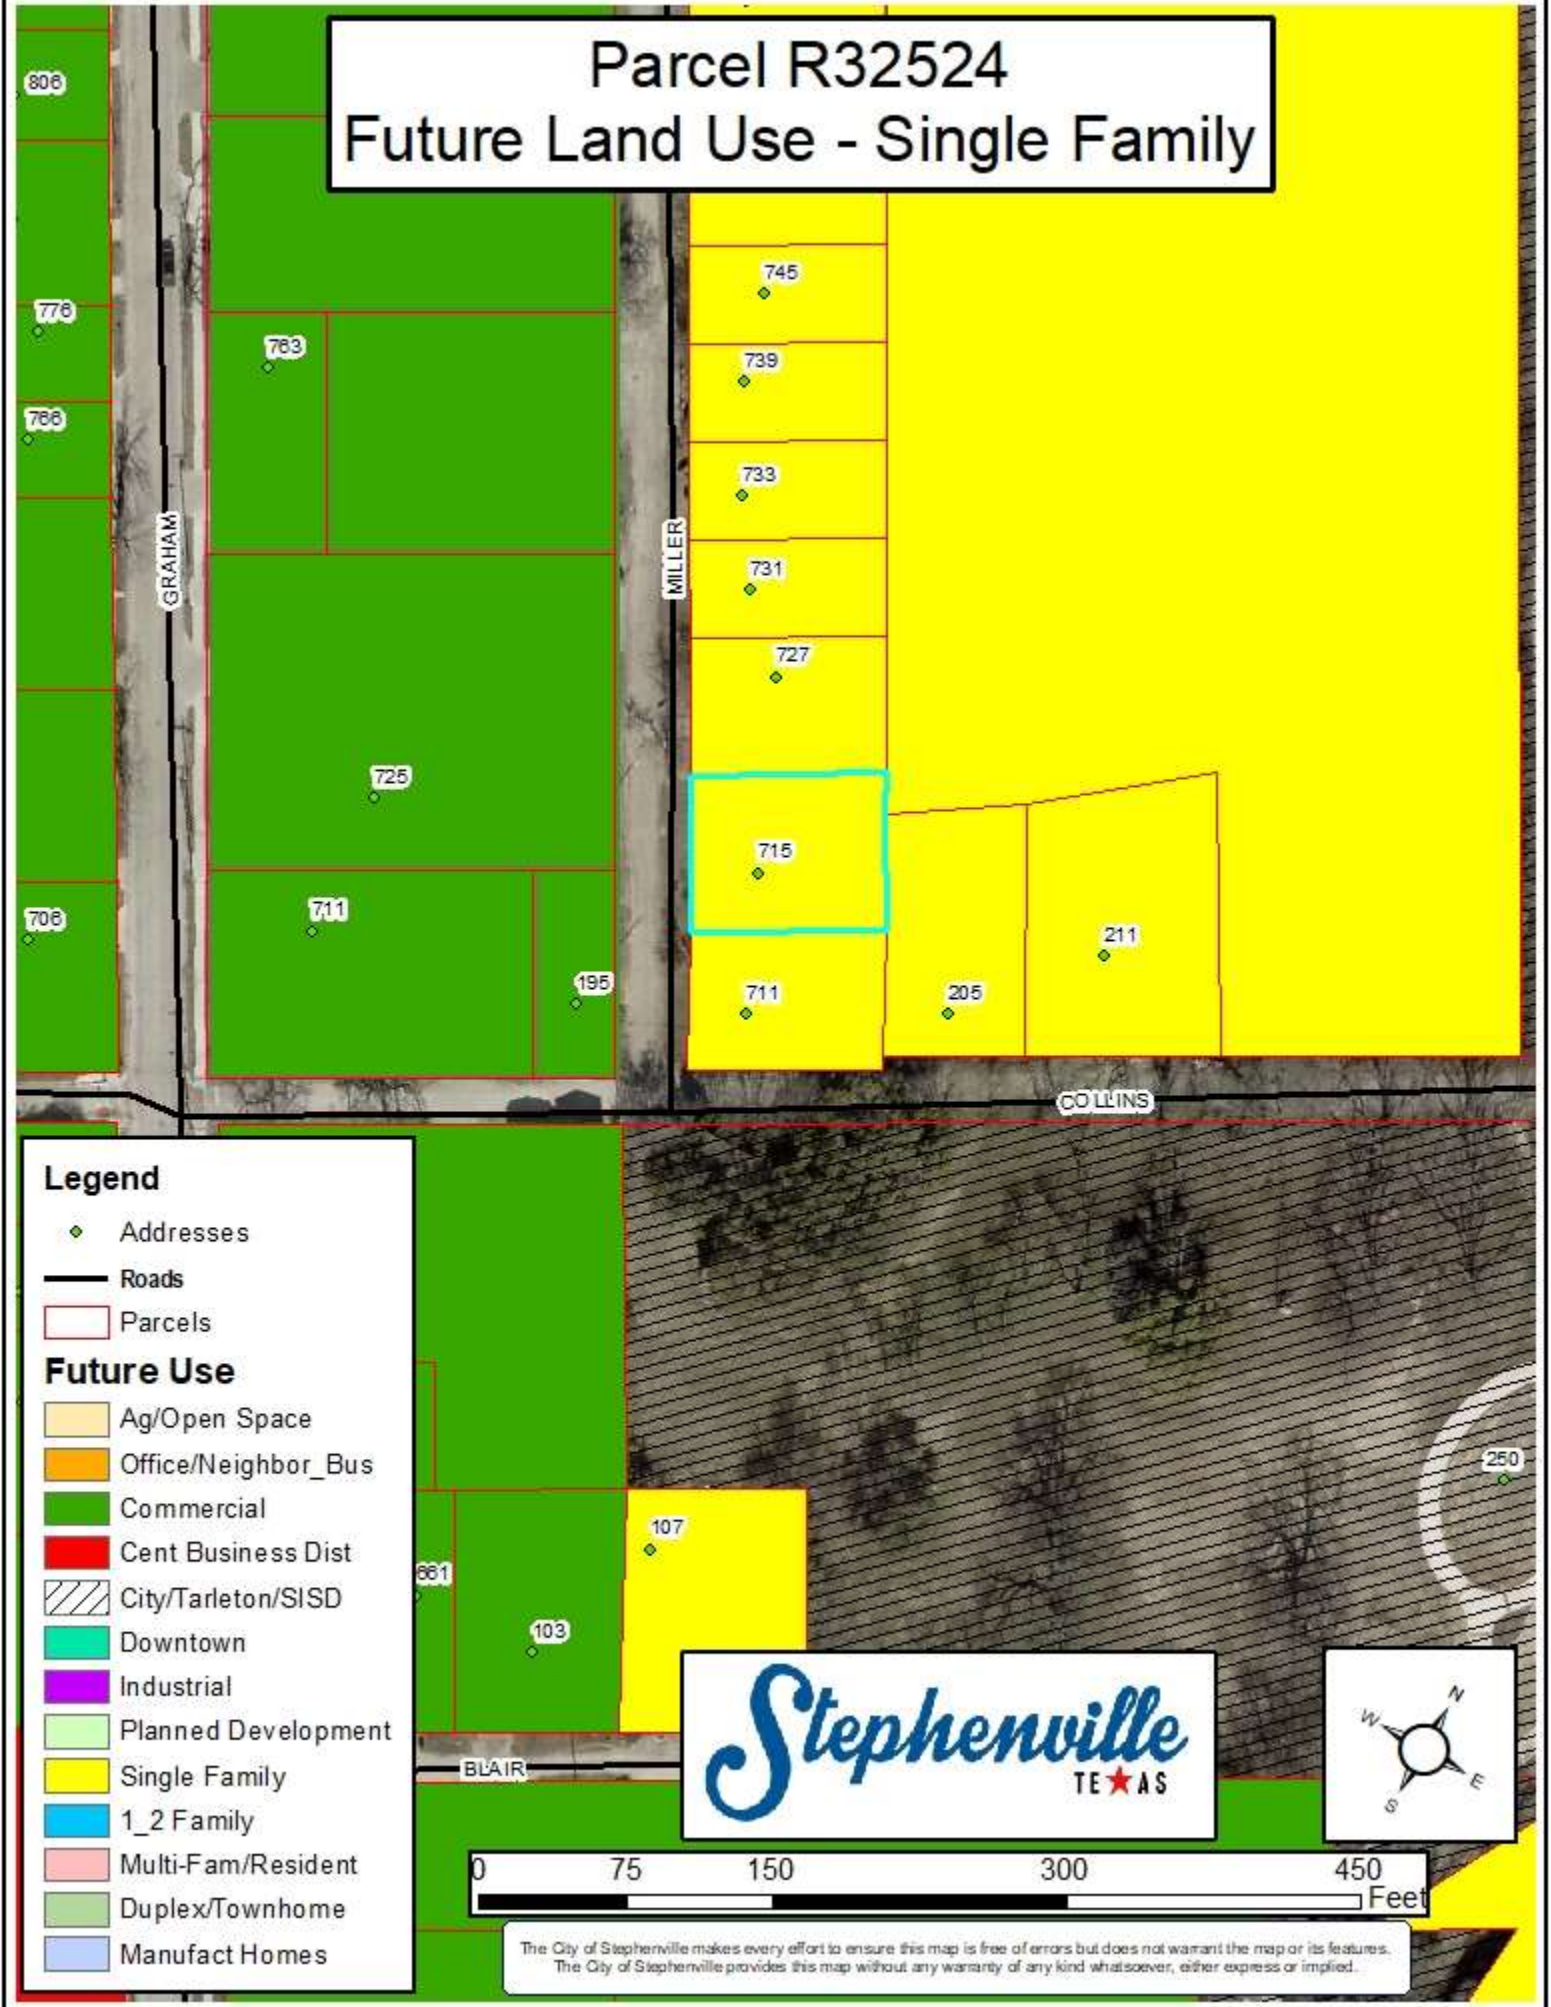 Parcel R32524
Future Land Use - Single Family
806
776
766
706
GRAHAM
763
725
711
195
MILLER
745
739
733
731
727
715
711
205
211
COLLINS
250
107
661
103
BLAIR
Legend
Addresses
Roads
Parcels
Future Use
Ag/Open Space
Office/Neighbor_Bus
Commercial
Cent Business Dist
City/Tarleton/SISD
Downtown
Industrial
Planned Development
Single Family
1_2 Family
Multi-Fam/Resident
Duplex/Townhome
Manufact Homes
Stephenville
TEXAS
N
W
E
S
0 75 150 300 450
Feet
The City of Stephenville makes every effort to ensure this map is free of errors but does not warrant the map or its features.
The City of Stephenville provides this map without any warranty of any kind whatsoever, either express or implied.